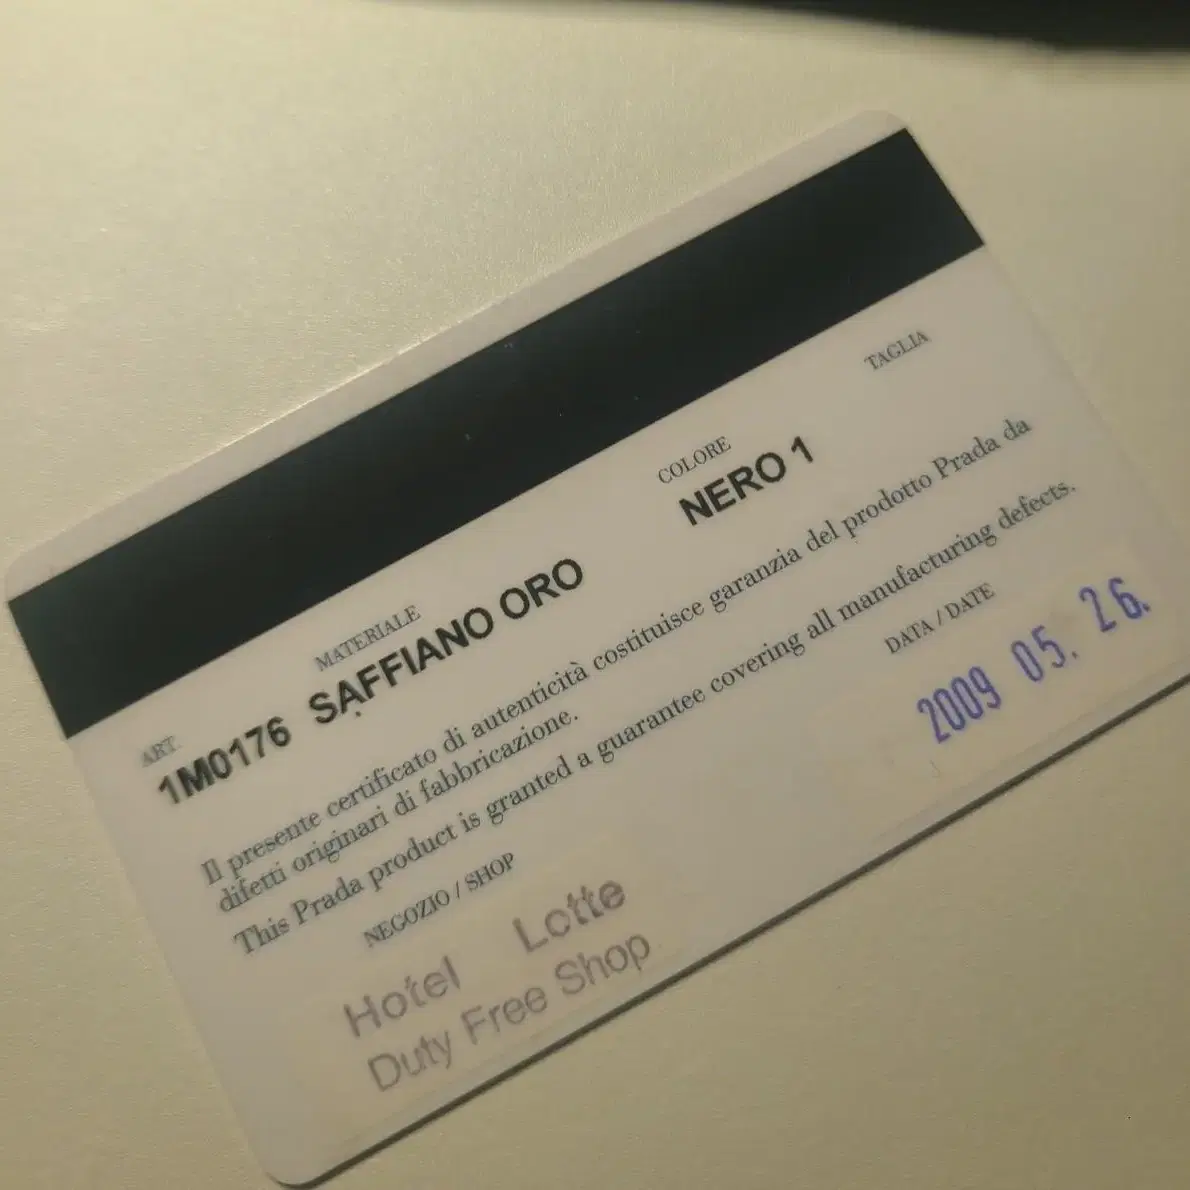 ART.
1M0176
MATERIALE
SAFFIANO ORO
COLORE
NERO 1
TAGLIA
Il presente certificato di autenticità costituisce garanzia del prodotto Prada da
difetti originari di fabbricazione.
This Prada product is granted a guarantee covering all manufacturing defects.
NEGOZIO / SHOP
Hotel Lotte
Duty Free Shop
DATA / DATE
2009 05. 26.